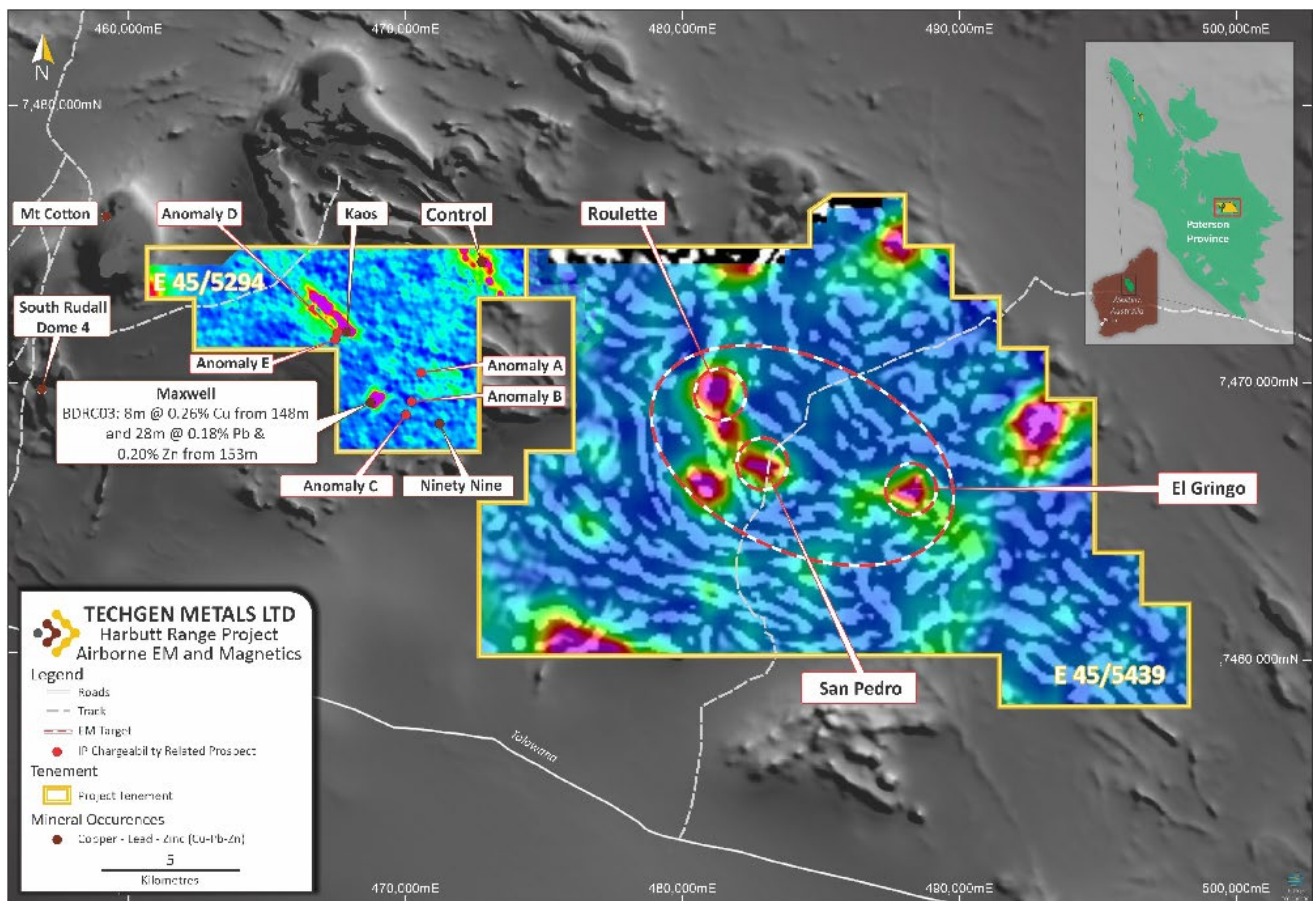 460,000mE
470,000mE
480,000mE
490,000mE
500,000mE
N
7,480,000mN
Mt Cotton
Anomaly D
Kaos
Control
Roulette
Paterson
Province
Australia
E 45/5294
South Rudall
Dome 4
Anomaly E
Anomaly A
7,470 000mN
Maxwell
BDRC03: 8m @ 0.26% Cu from 148m
and 28m @ 0.18% Pb &
0.20% Zn from 153m
Anomaly B
Anomaly C
Ninety Nine
El Gringo
TECHGEN METALS LTD
Harbutt Range Project
Airborne EM and Magnetics
Legend
Roads
Track
EM Target
IP Chargeability Related Prospect
Tenement
Project Tenement
Mineral Occurences
Copper - Lead - Zinc (Cu-Pb-Zn)
5
Kilometres
San Pedro
E 45/5439
7,460 000mN
470,000mE
480,000mE
490,000mE
500,000mE